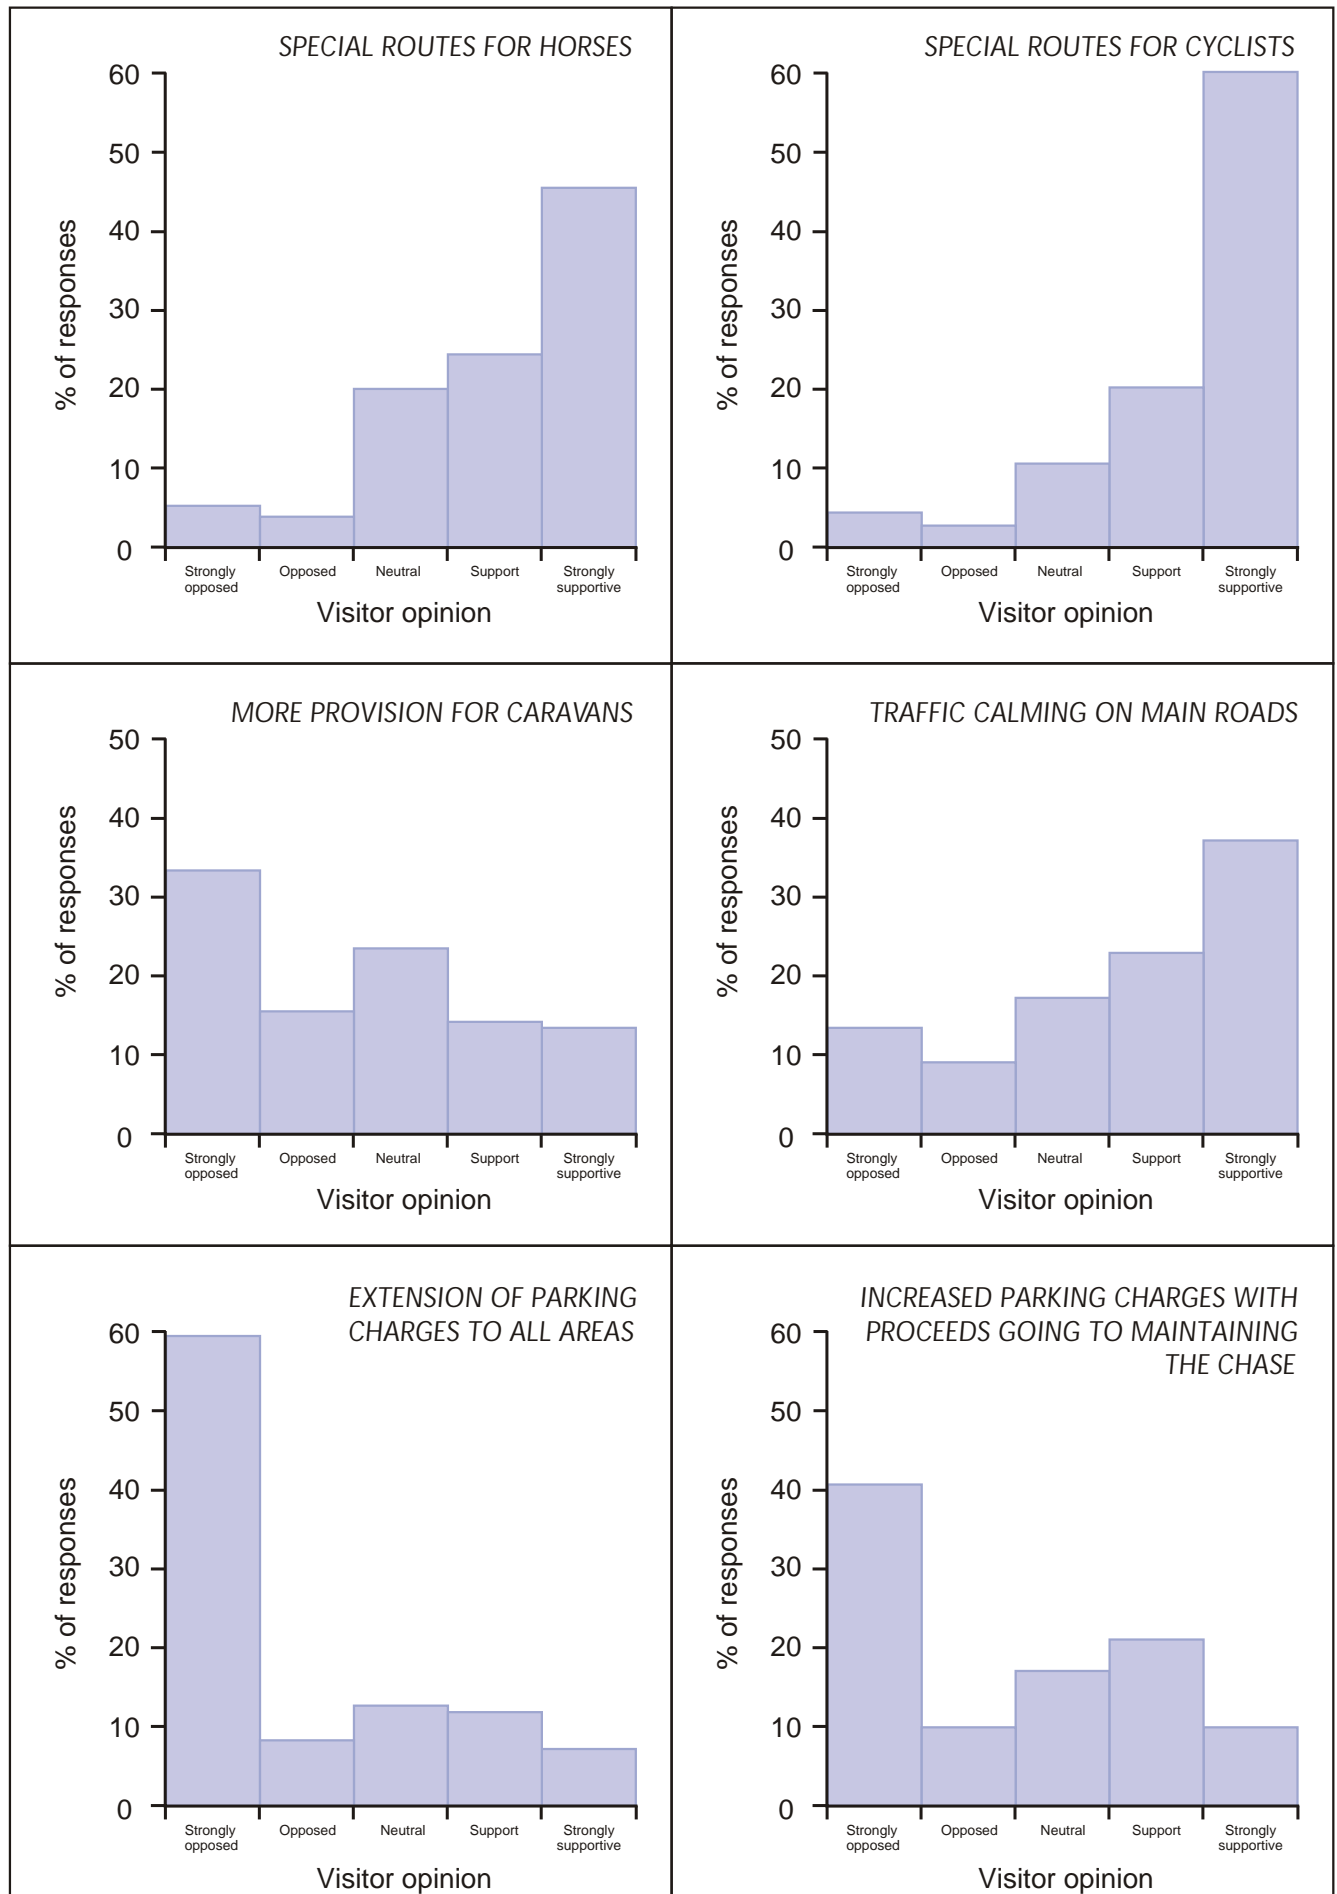 SPECIAL ROUTES FOR HORSES
60
50
40
30
20
10
0
% of responses
Strongly opposed
Opposed
Neutral
Support
Strongly supportive
Visitor opinion
SPECIAL ROUTES FOR CYCLISTS
60
50
40
30
20
10
0
% of responses
Strongly opposed
Opposed
Neutral
Support
Strongly supportive
Visitor opinion
MORE PROVISION FOR CARAVANS
50
40
30
20
10
0
% of responses
Strongly opposed
Opposed
Neutral
Support
Strongly supportive
Visitor opinion
TRAFFIC CALMING ON MAIN ROADS
50
40
30
20
10
0
% of responses
Strongly opposed
Opposed
Neutral
Support
Strongly supportive
Visitor opinion
EXTENSION OF PARKING
CHARGES TO ALL AREAS
60
50
40
30
20
10
0
% of responses
Strongly opposed
Opposed
Neutral
Support
Strongly supportive
Visitor opinion
INCREASED PARKING CHARGES WITH
PROCEEDS GOING TO MAINTAINING
THE CHASE
60
50
40
30
20
10
0
% of responses
Strongly opposed
Opposed
Neutral
Support
Strongly supportive
Visitor opinion